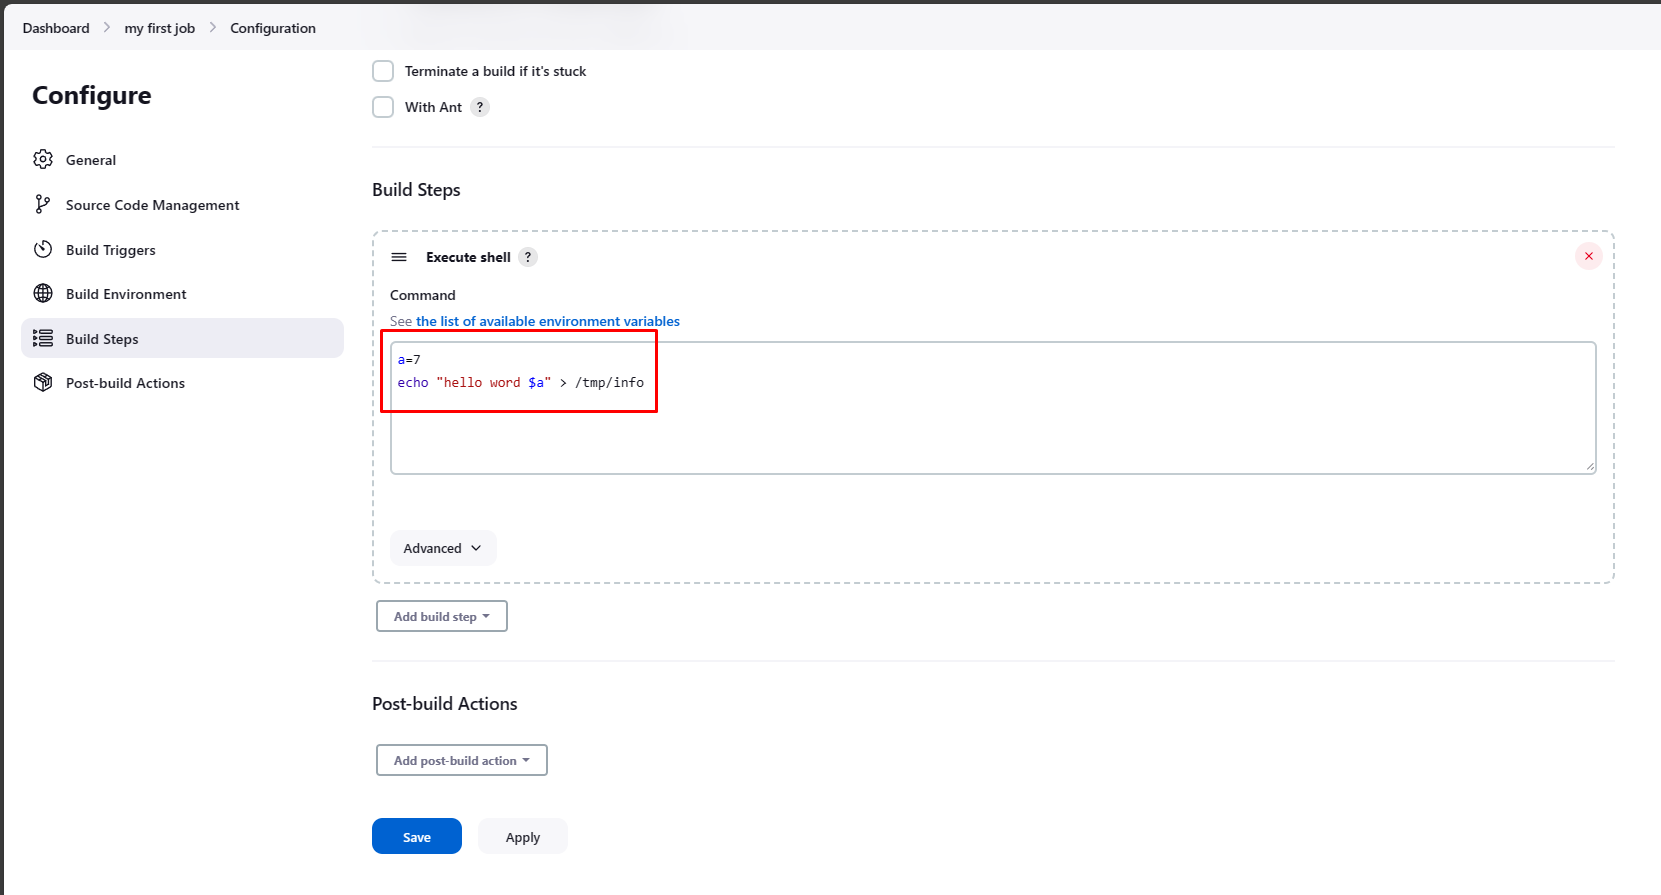 Dashboard > my first job > Configuration
Configure
General
Source Code Management
Build Triggers
Build Environment
Build Steps
Post-build Actions
Terminate a build if it's stuck
With Ant ?
Build Steps
Execute shell ?
Command
See the list of available environment variables
a=7
echo "hello word $a" > /tmp/info
Advanced
Add build step
Post-build Actions
Add post-build action
Save Apply